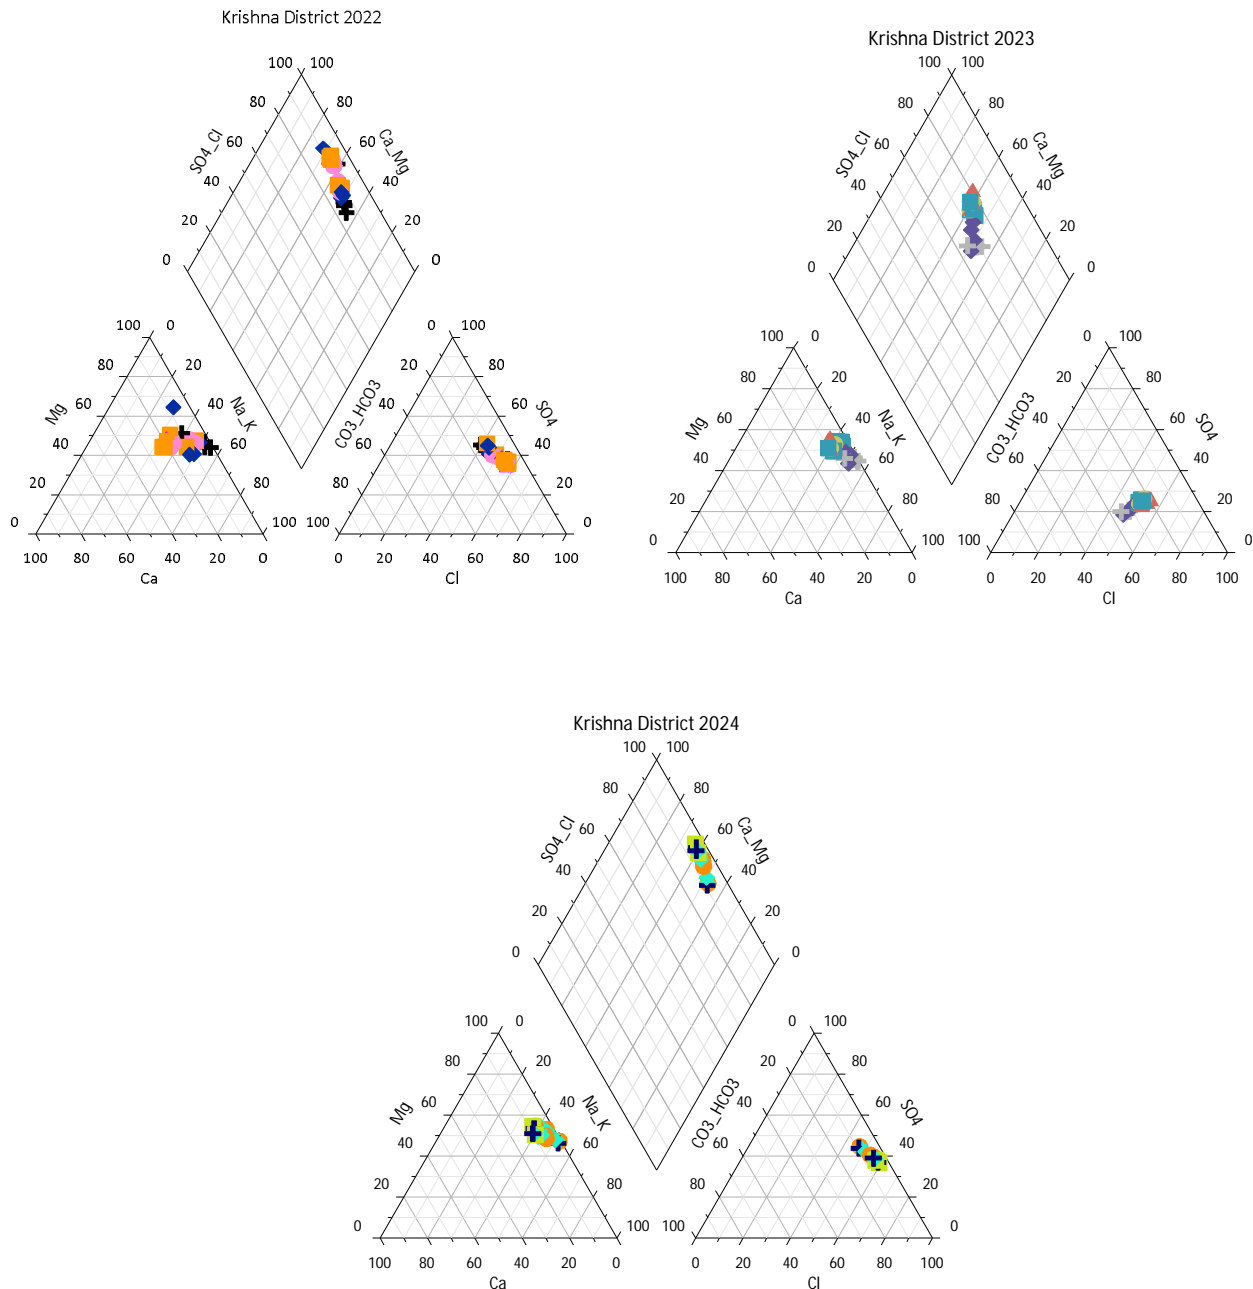 Krishna District 2022
100 100
80 80
SO4_Cl Ca_Mg
60 60
40 40
20 20
0 0
100 0 0 100
80 20 20 80
Mg Na_K CO3_HCO3 SO4
60 40 40 60
40 60 60 40
20 80 80 20
0 100 100 0
100 80 60 40 20 0 0 20 40 60 80 100
Ca Cl
Krishna District 2023
100 100
80 80
SO4_Cl Ca_Mg
60 60
40 40
20 20
0 0
100 0 0 100
80 20 20 80
Mg Na_K CO3_HCO3 SO4
60 40 40 60
40 60 60 40
20 80 80 20
0 100 0
100 80 60 40 20 0 0 20 40 60 80 100
Ca Cl
Krishna District 2024
100 100
80 80
SO4_Cl Ca_Mg
60 60
40 40
20 20
0 0
100 0 0 100
80 20 20 80
Mg Na_K CO3_HCO3 SO4
60 40 40 60
40 60 60 40
20 80 80 20
0 100 100 0
100 80 60 40 20 0 0 20 40 60 80 100
Ca Cl